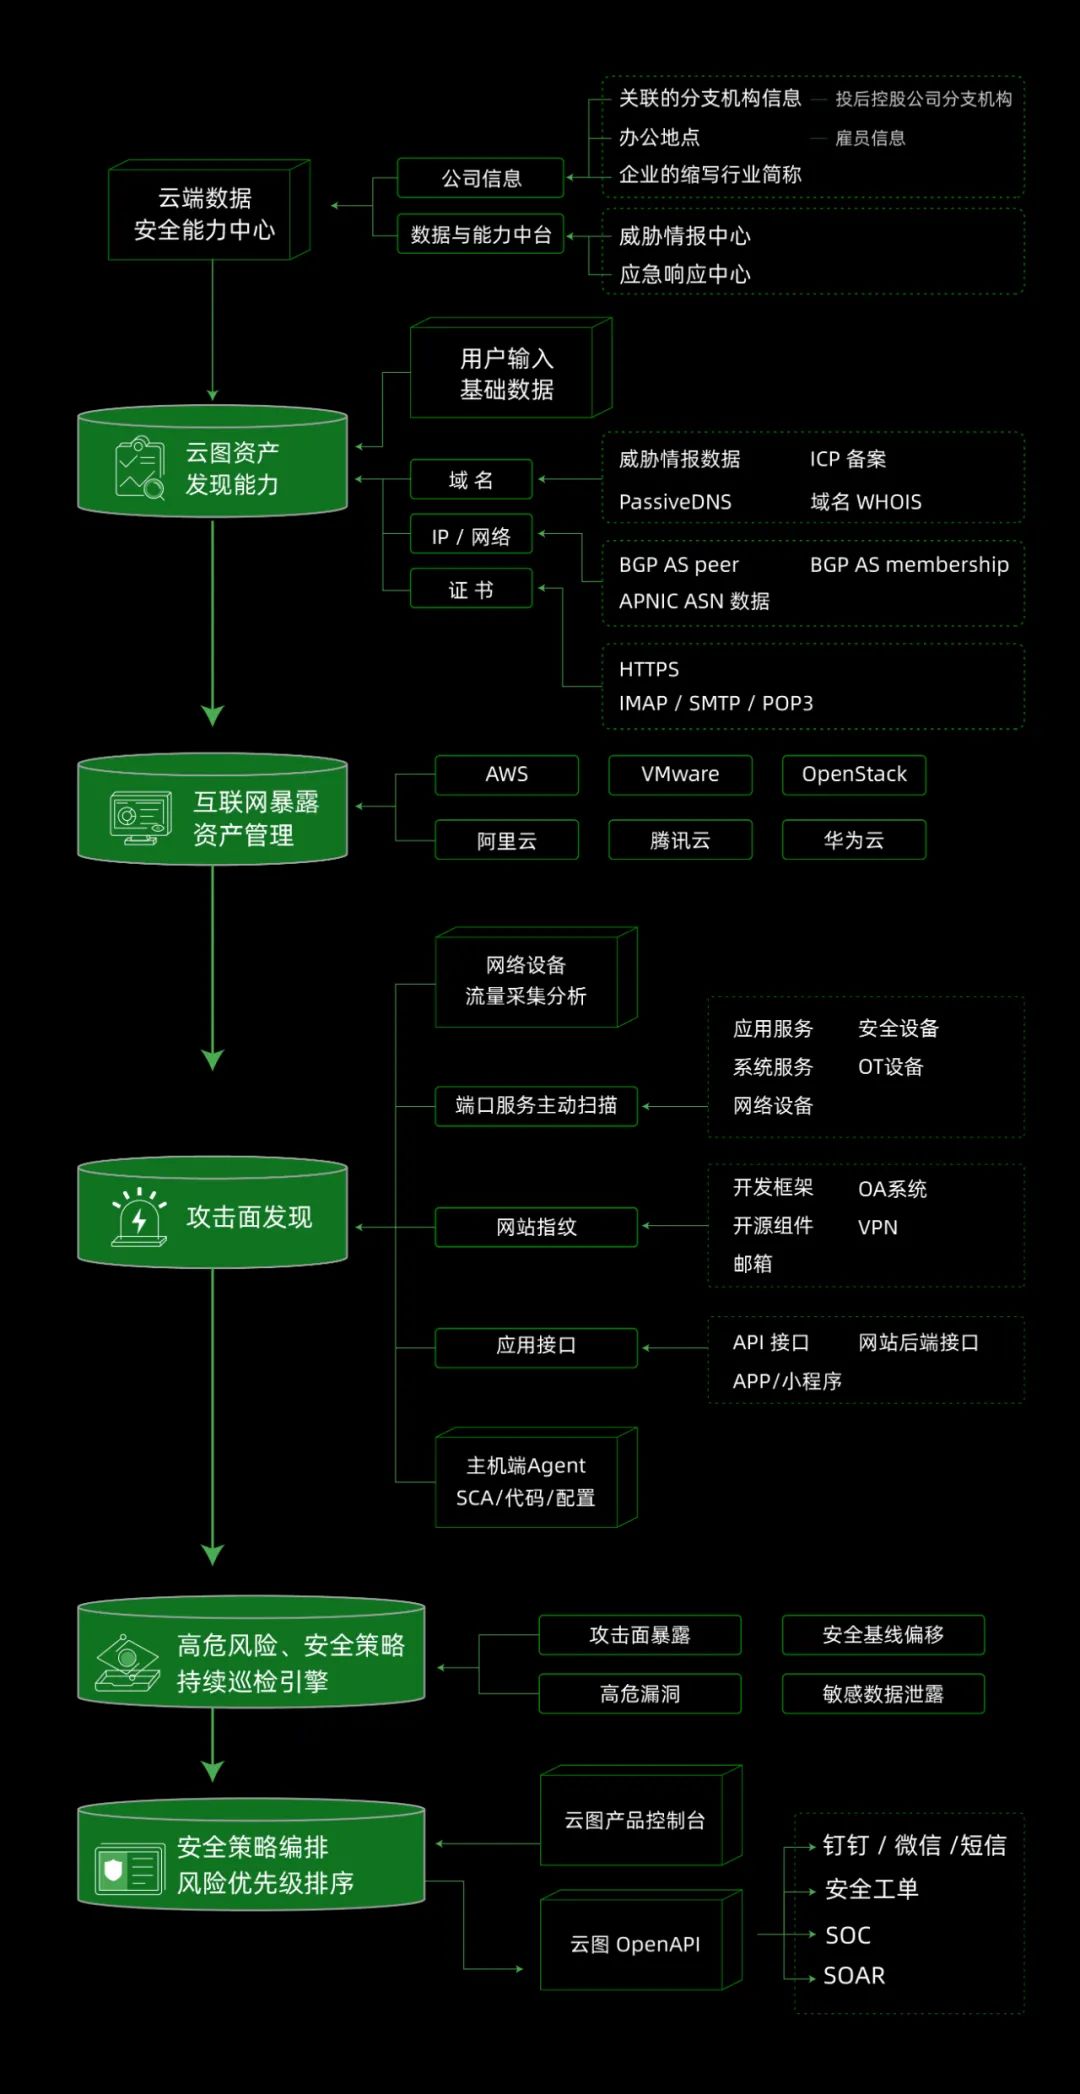 关联的分支机构信息 — 投后控股公司分支机构
办公地点 — 雇员信息
企业的缩写行业简称
云端数据
安全能力中心
公司信息
数据与能力中台
威胁情报中心
应急响应中心
用户输入
基础数据
云图资产
发现能力
域 名
威胁情报数据 ICP 备案
PassiveDNS 域名 WHOIS
IP / 网络
BGP AS peer BGP AS membership
APNIC ASN 数据
证 书
HTTPS
IMAP / SMTP / POP3
互联网暴露
资产管理
AWS VMware OpenStack
阿里云 腾讯云 华为云
网络设备
流量采集分析
应用服务 安全设备
系统服务 OT设备
网络设备
端口服务主动扫描
攻击面发现
网站指纹
开发框架 OA系统
开源组件 VPN
邮箱
应用接口
API 接口 网站后端接口
APP/小程序
主机端Agent
SCA/代码/配置
高危风险、安全策略
持续巡检引擎
攻击面暴露 安全基线偏移
高危漏洞 敏感数据泄露
安全策略编排
风险优先级排序
云图产品控制台
云图 OpenAPI
钉钉 / 微信 /短信
安全工单
SOC
SOAR